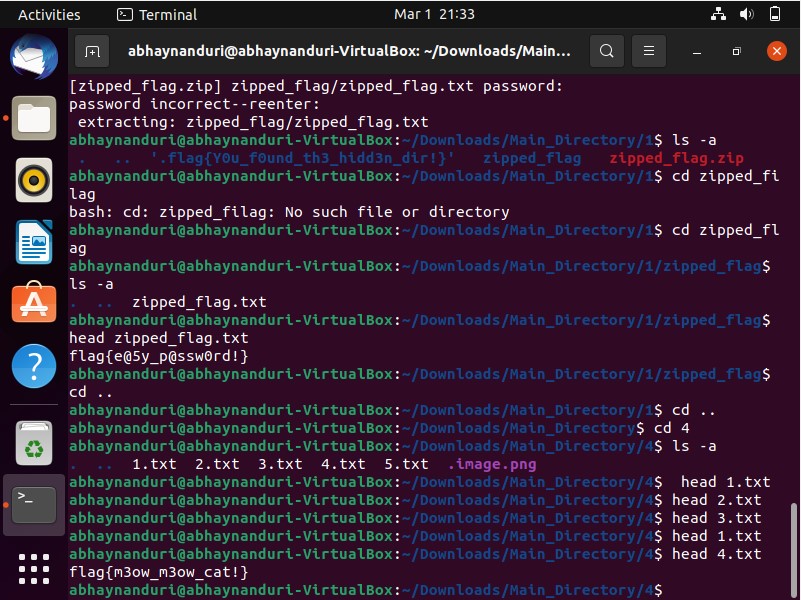 Activities Terminal Mar 1 21:33
abhaynanduri@abhaynanduri-VirtualBox: ~/Downloads/Main...
[zipped_flag.zip] zipped_flag/zipped_flag.txt password:
password incorrect--reenter:
 extracting: zipped_flag/zipped_flag.txt
abhaynanduri@abhaynanduri-VirtualBox:~/Downloads/Main_Directory/1$ ls -a
.  ..  '.flag{Y0u_f0und_th3_hidd3n_dir!}'  zipped_flag  zipped_flag.zip
abhaynanduri@abhaynanduri-VirtualBox:~/Downloads/Main_Directory/1$ cd zipped_fi
lag
bash: cd: zipped_filag: No such file or directory
abhaynanduri@abhaynanduri-VirtualBox:~/Downloads/Main_Directory/1$ cd zipped_fl
ag
abhaynanduri@abhaynanduri-VirtualBox:~/Downloads/Main_Directory/1/zipped_flag$
ls -a
.  ..  zipped_flag.txt
abhaynanduri@abhaynanduri-VirtualBox:~/Downloads/Main_Directory/1/zipped_flag$
head zipped_flag.txt
flag{e@5y_p@ssw0rd!}
abhaynanduri@abhaynanduri-VirtualBox:~/Downloads/Main_Directory/1/zipped_flag$
cd ..
abhaynanduri@abhaynanduri-VirtualBox:~/Downloads/Main_Directory/1$ cd ..
abhaynanduri@abhaynanduri-VirtualBox:~/Downloads/Main_Directory$ cd 4
abhaynanduri@abhaynanduri-VirtualBox:~/Downloads/Main_Directory/4$ ls -a
.  ..  1.txt  2.txt  3.txt  4.txt  5.txt  .image.png
abhaynanduri@abhaynanduri-VirtualBox:~/Downloads/Main_Directory/4$  head 1.txt
abhaynanduri@abhaynanduri-VirtualBox:~/Downloads/Main_Directory/4$ head 2.txt
abhaynanduri@abhaynanduri-VirtualBox:~/Downloads/Main_Directory/4$ head 3.txt
abhaynanduri@abhaynanduri-VirtualBox:~/Downloads/Main_Directory/4$ head 1.txt
abhaynanduri@abhaynanduri-VirtualBox:~/Downloads/Main_Directory/4$ head 4.txt
flag{m3ow_m3ow_cat!}
abhaynanduri@abhaynanduri-VirtualBox:~/Downloads/Main_Directory/4$